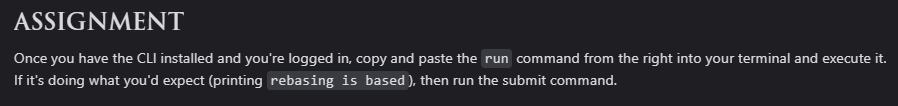 ASSIGNMENT
Once you have the CLI installed and you're logged in, copy and paste the run command from the right into your terminal and execute it.
If it's doing what you'd expect (printing rebasing is based), then run the submit command.